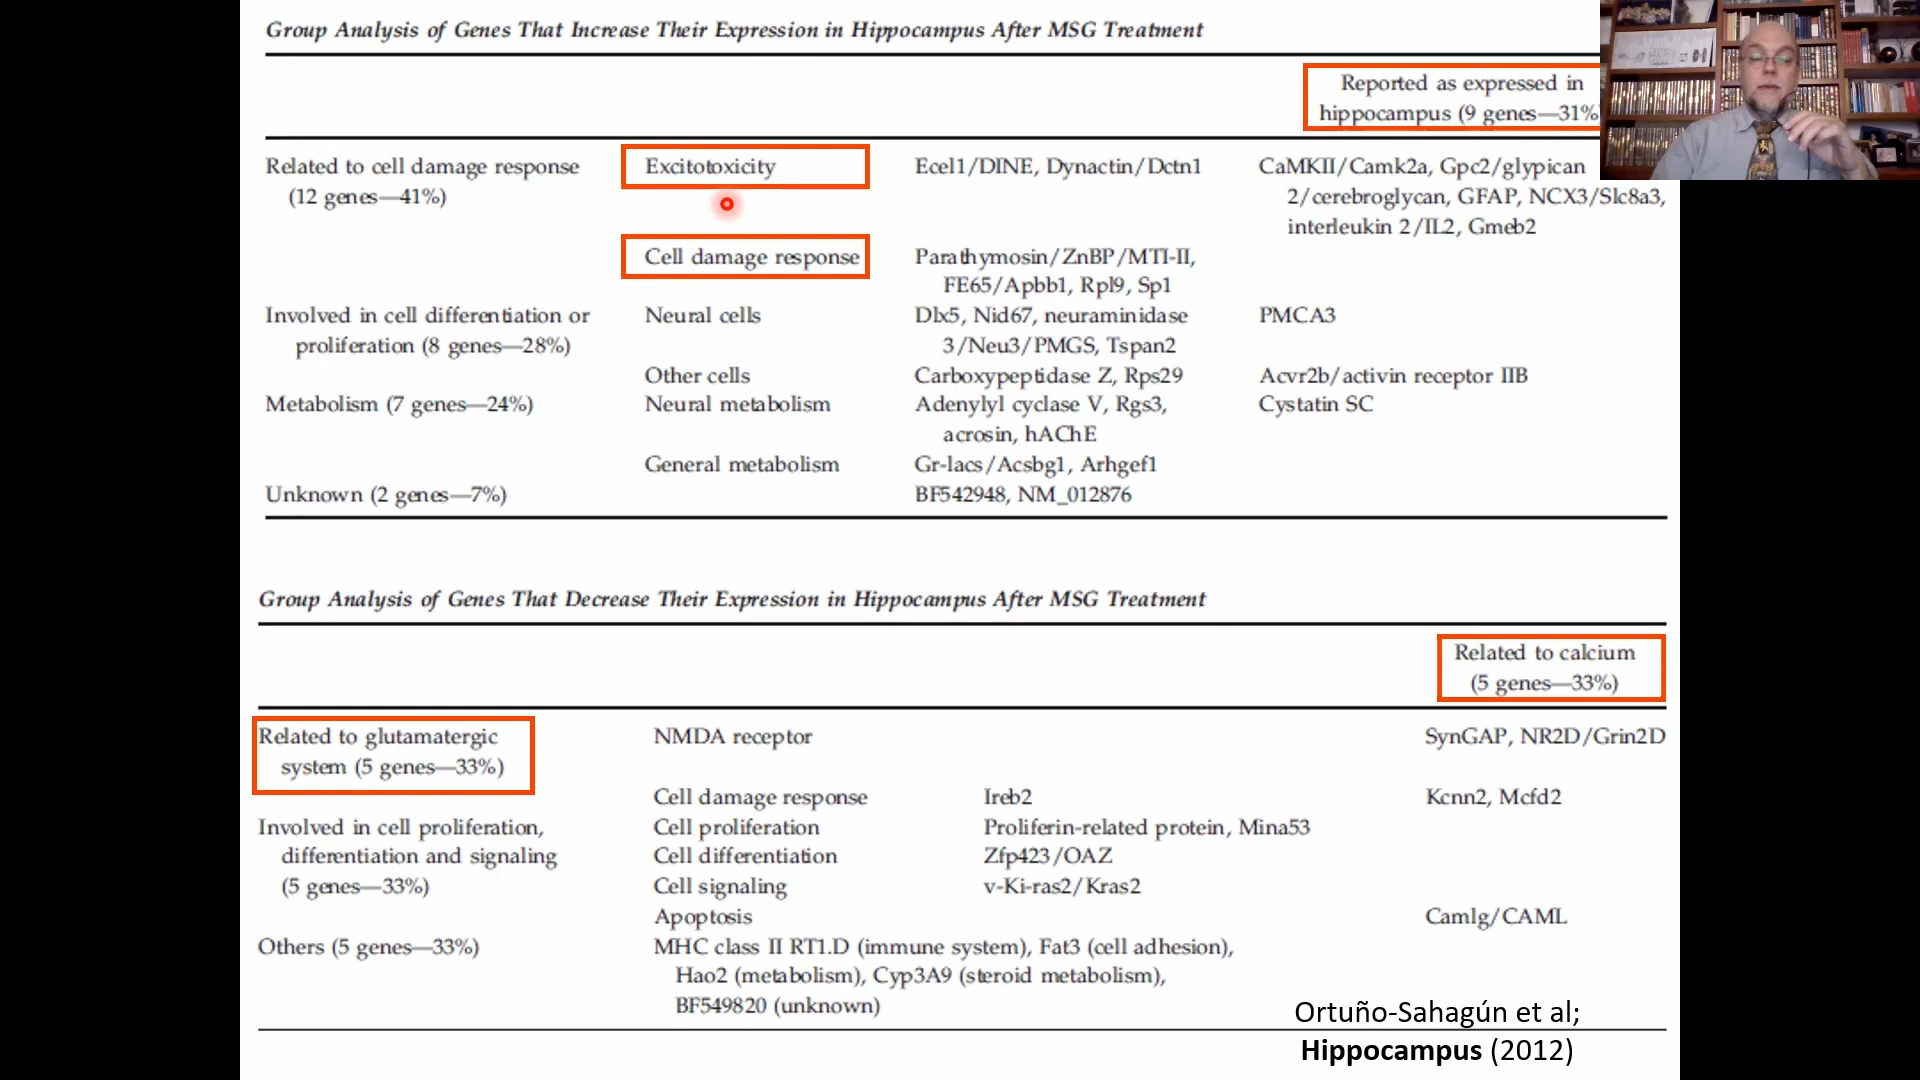 Group Analysis of Genes That Increase Their Expression in Hippocampus After MSG Treatment
Reported as expressed in
hippocampus (9 genes—31%
Related to cell damage response
(12 genes—41%)
Excitotoxicity
Ecel1/DINE, Dynactin/Dctn1
CaMKII/Camk2a, Gpc2/glypican
2/cerebroglycan, GFAP, NCX3/Slc8a3,
interleukin 2/IL2, Gmeb2
Cell damage response
Parathymosin/ZnBP/MTI-II,
FE65/Apbb1, Rpl9, Sp1
Involved in cell differentiation or
proliferation (8 genes—28%)
Neural cells
Dlx5, Nid67, neuraminidase
3/Neu3/PMGS, Tspan2
PMCA3
Other cells
Carboxypeptidase Z, Rps29
Acvr2b/activin receptor IIB
Metabolism (7 genes—24%)
Neural metabolism
Adenylyl cyclase V, Rgs3,
acrosin, hAChE
Cystatin SC
General metabolism
Gr-lacs/Acsbg1, Arhgef1
Unknown (2 genes—7%)
BF542948, NM_012876
Group Analysis of Genes That Decrease Their Expression in Hippocampus After MSG Treatment
Related to calcium
(5 genes—33%)
Related to glutamatergic
system (5 genes—33%)
NMDA receptor
SynGAP, NR2D/Grin2D
Cell damage response
Ireb2
Kcnn2, Mcfd2
Involved in cell proliferation,
differentiation and signaling
(5 genes—33%)
Cell proliferation
Proliferin-related protein, Mina53
Cell differentiation
Zfp423/OAZ
Cell signaling
v-Ki-ras2/Kras2
Apoptosis
Camlg/CAML
Others (5 genes—33%)
MHC class II RT1.D (immune system), Fat3 (cell adhesion),
Hao2 (metabolism), Cyp3A9 (steroid metabolism),
BF549820 (unknown)
Ortuño-Sahagún et al;
Hippocampus (2012)